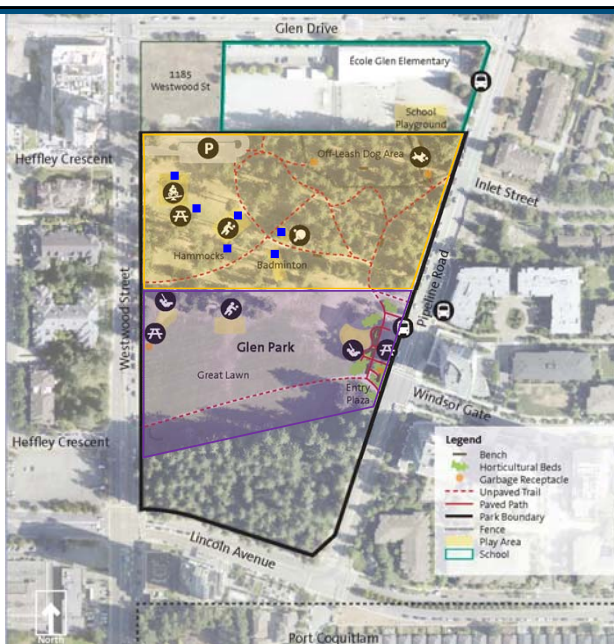 Glen Drive
1185
Westwood St
École Glen Elementary
School
Playground
P
Off-Leash Dog Area
Heffley Crescent
Inlet Street
Hammocks
Badminton
Westwood Street
Pipeline Road
Glen Park
Great Lawn
Entry
Plaza
Windsor Gate
Heffley Crescent
Lincoln Avenue
Legend
Bench
Horticultural Beds
Garbage Receptacle
Unpaved Trail
Paved Path
Park Boundary
Fence
Play Area
School
North
Port Coquitlam